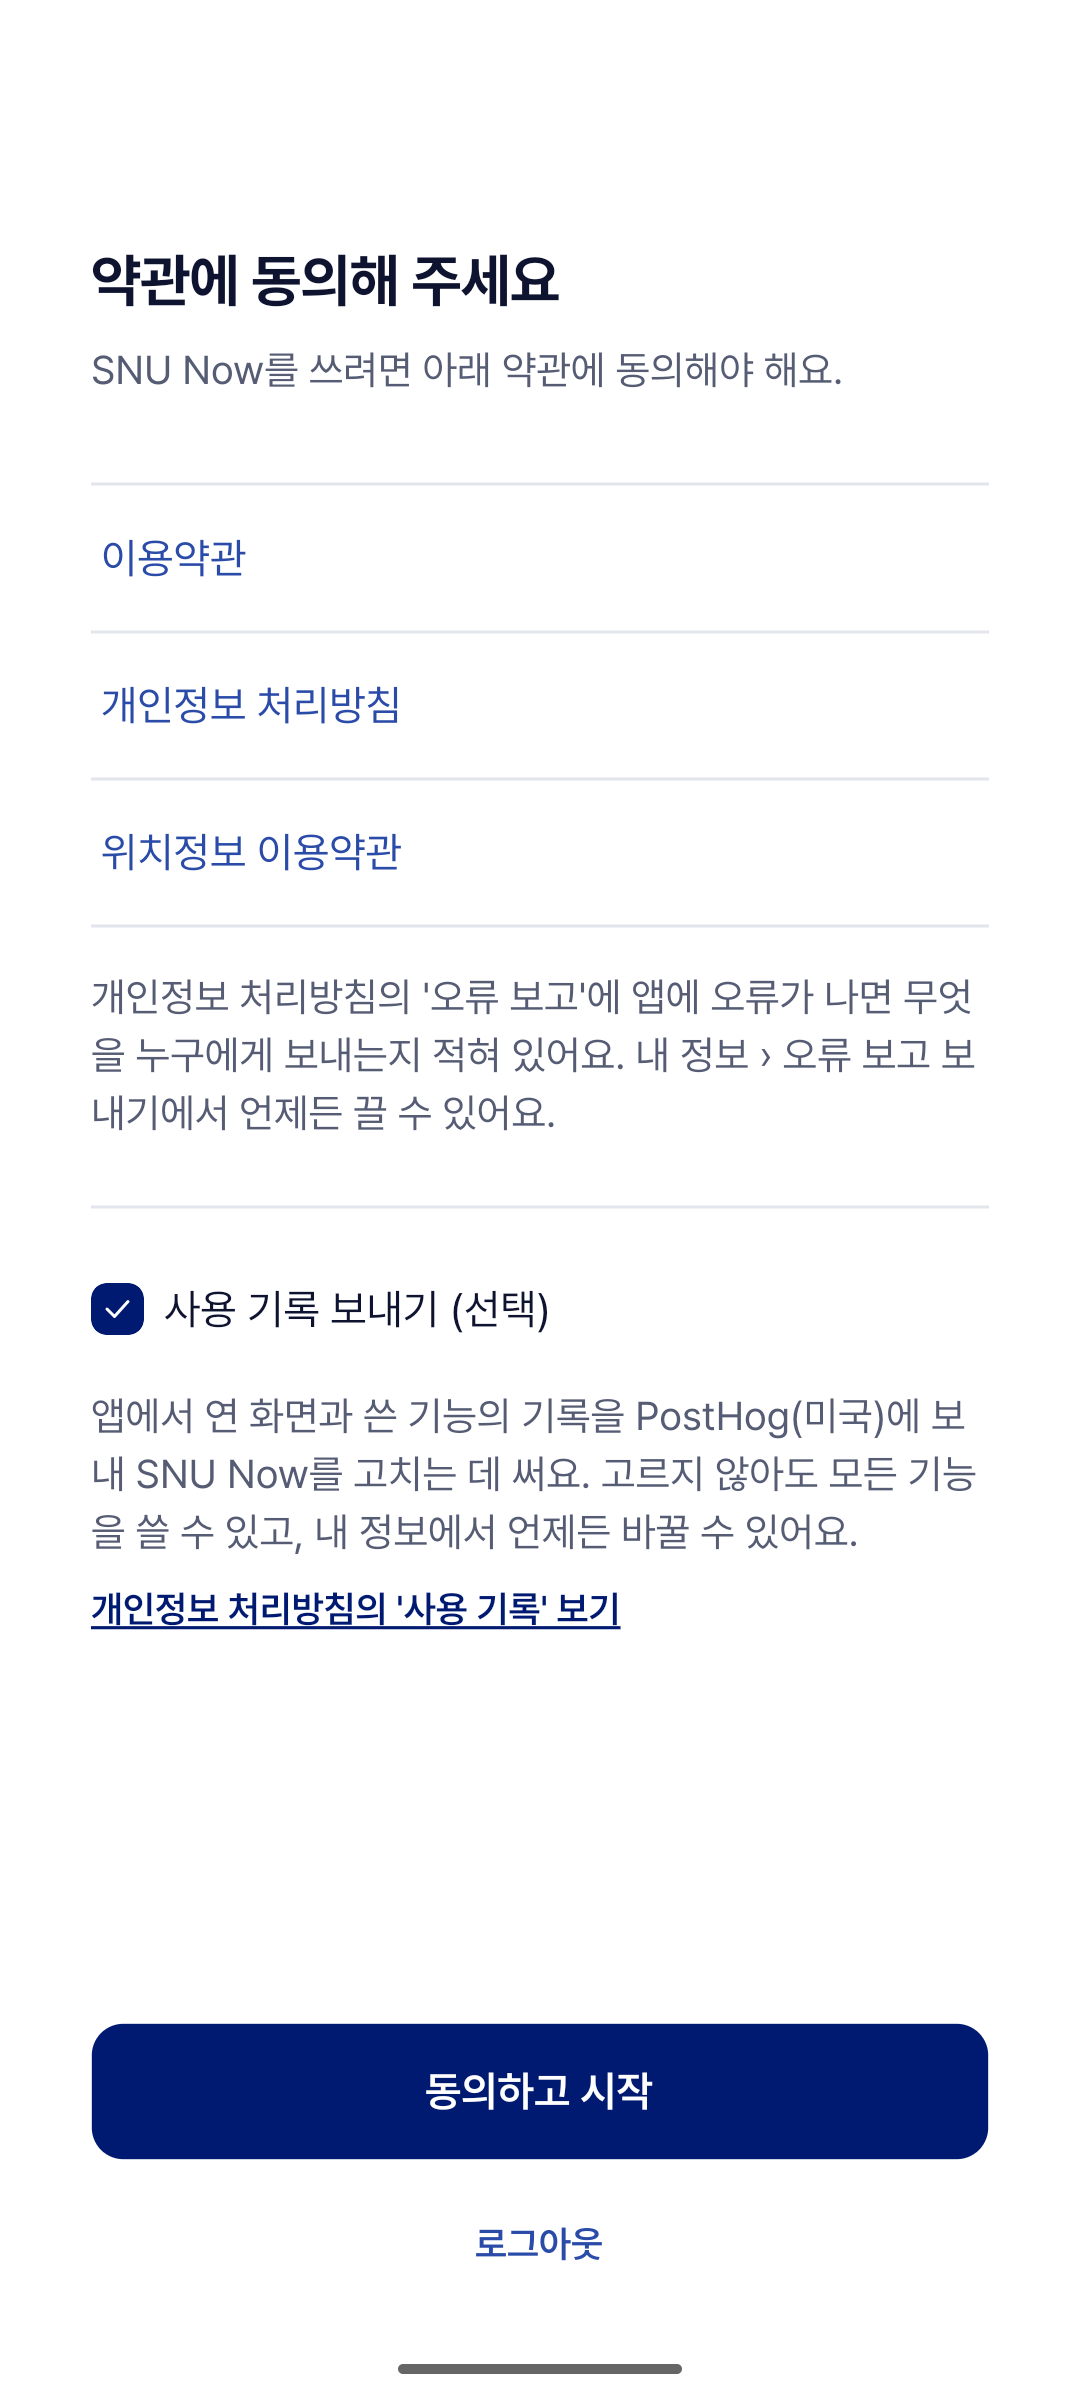 약관에 동의해 주세요
SNU Now를 쓰려면 아래 약관에 동의해야 해요.
이용약관
개인정보 처리방침
위치정보 이용약관
개인정보 처리방침의 '오류 보고'에 앱에 오류가 나면 무엇
을 누구에게 보내는지 적혀 있어요. 내 정보 › 오류 보고 보
내기에서 언제든 끌 수 있어요.
사용 기록 보내기 (선택)
앱에서 연 화면과 쓴 기능의 기록을 PostHog(미국)에 보
내 SNU Now를 고치는 데 써요. 고르지 않아도 모든 기능
을 쓸 수 있고, 내 정보에서 언제든 바꿀 수 있어요.
개인정보 처리방침의 '사용 기록' 보기
동의하고 시작
로그아웃